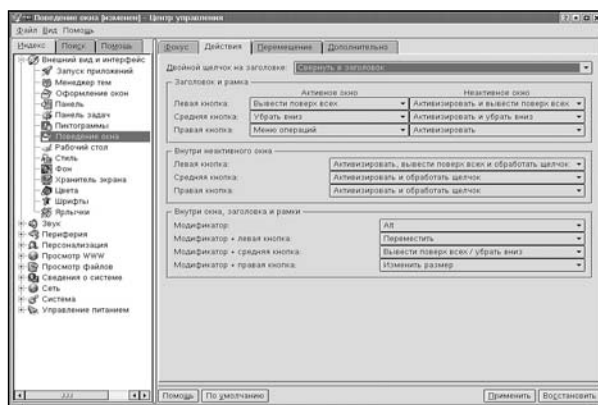 Поведение окна [изменен] - Центр управления
Файл Вид Помощь
Индекс Поиск Помощь
Внешний вид и интерфейс
Запуск приложений
Менеджер тем
Оформление окон
Панель
Панель задач
Пиктограммы
Поведение окна
Рабочий стол
Стиль
Фон
Хранитель экрана
Цвета
Шрифты
Ярлычки
Звук
Периферия
Персонализация
Просмотр WWW
Просмотр файлов
Сведения о системе
Сеть
Система
Управление питанием
Фокус Действия Перемещение Дополнительно
Двойной щелчок на заголовке: Свернуть в заголовок
Заголовок и рамка
Активное окно Неактивное окно
Левая кнопка: Вывести поверх всех Активизировать и вывести поверх всех
Средняя кнопка: Убрать вниз Активизировать и убрать вниз
Правая кнопка: Меню операций Активизировать
Внутри неактивного окна
Левая кнопка: Активизировать, вывести поверх всех и обработать щелчок
Средняя кнопка: Активизировать и обработать щелчок
Правая кнопка: Активизировать и обработать щелчок
Внутри окна, заголовка и рамки
Модификатор: Alt
Модификатор + левая кнопка: Переместить
Модификатор + средняя кнопка: Вывести поверх всех / убрать вниз
Модификатор + правая кнопка: Изменить размер
Помощь По умолчанию Применить Восстановить